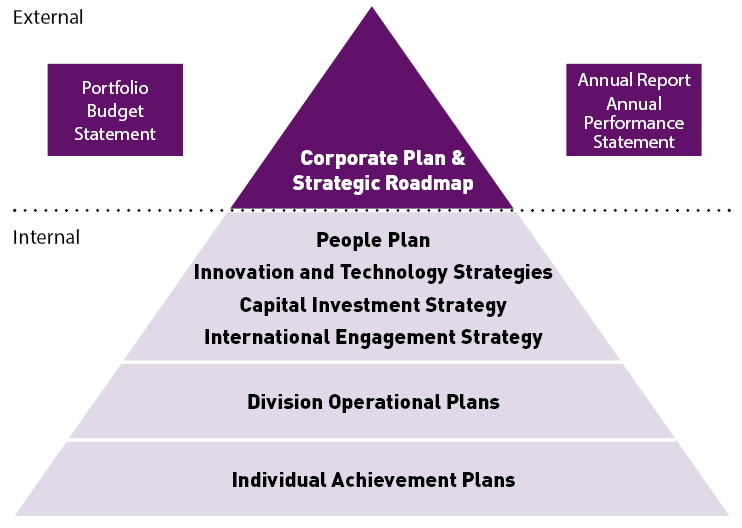 External
Portfolio
Budget
Statement
Annual Report
Annual
Performance
Statement
Corporate Plan &
Strategic Roadmap
Internal
People Plan
Innovation and Technology Strategies
Capital Investment Strategy
International Engagement Strategy
Division Operational Plans
Individual Achievement Plans